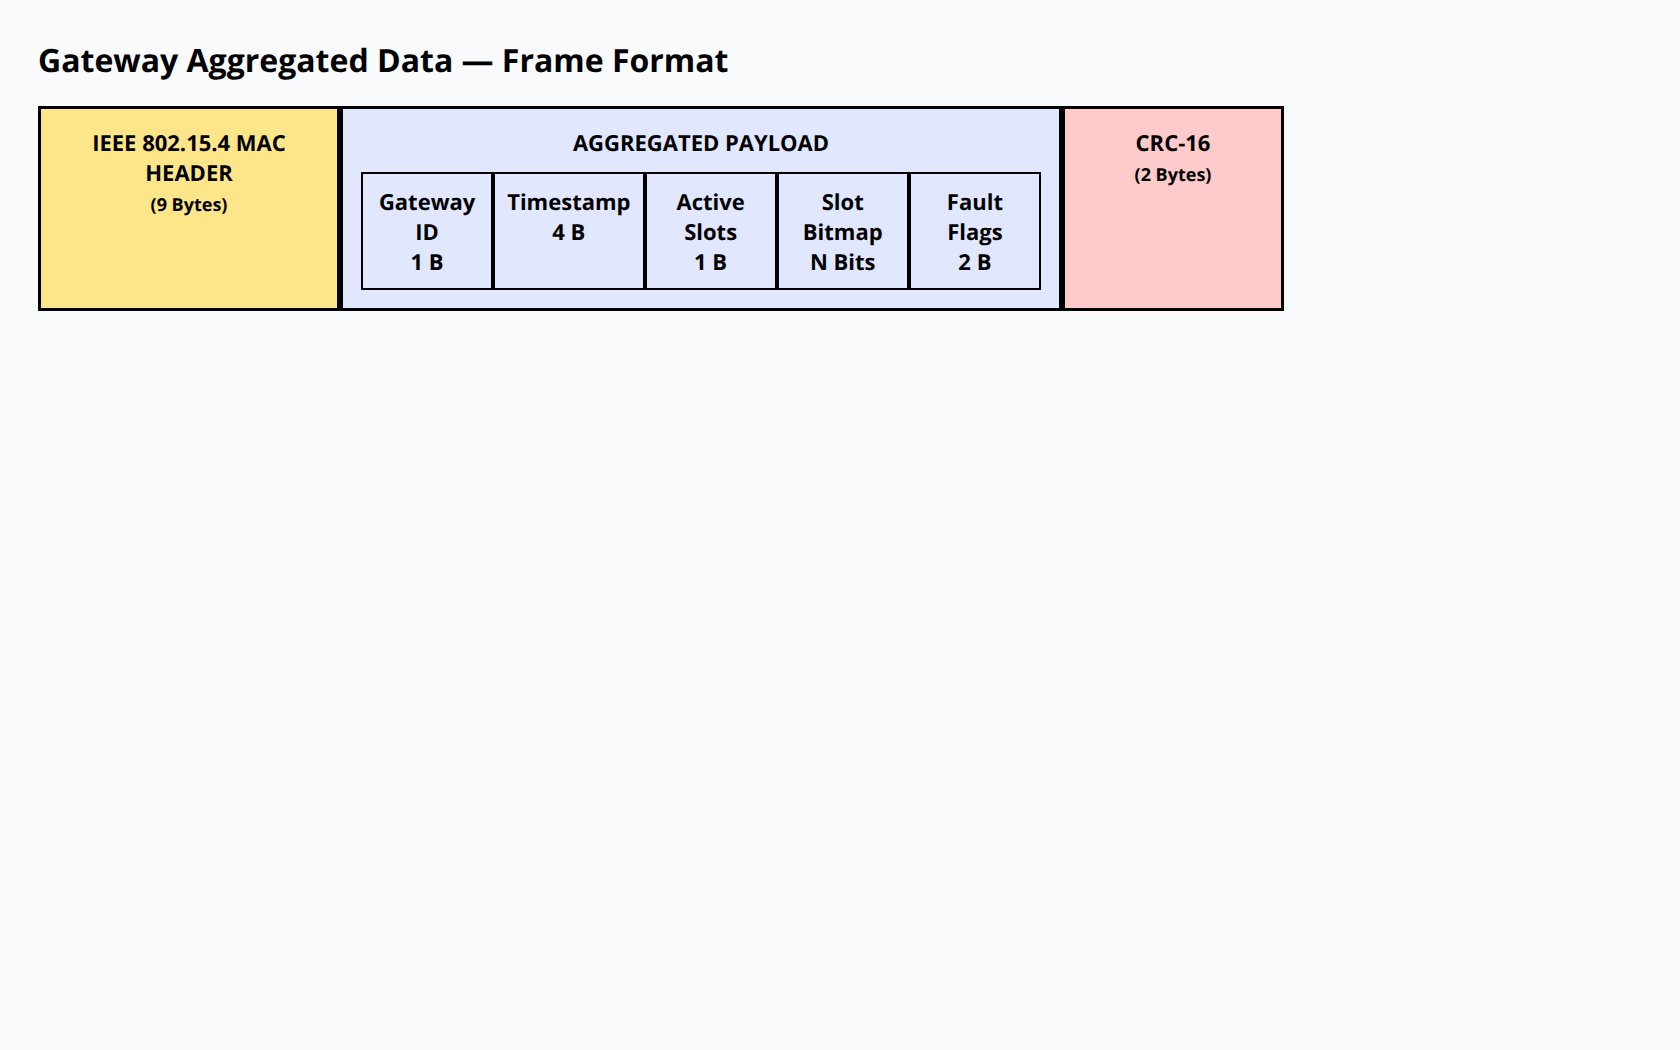 Gateway Aggregated Data — Frame Format
IEEE 802.15.4 MAC
HEADER
(9 Bytes)
AGGREGATED PAYLOAD
Gateway
ID
1 B
Timestamp
4 B
Active
Slots
1 B
Slot
Bitmap
N Bits
Fault
Flags
2 B
CRC-16
(2 Bytes)